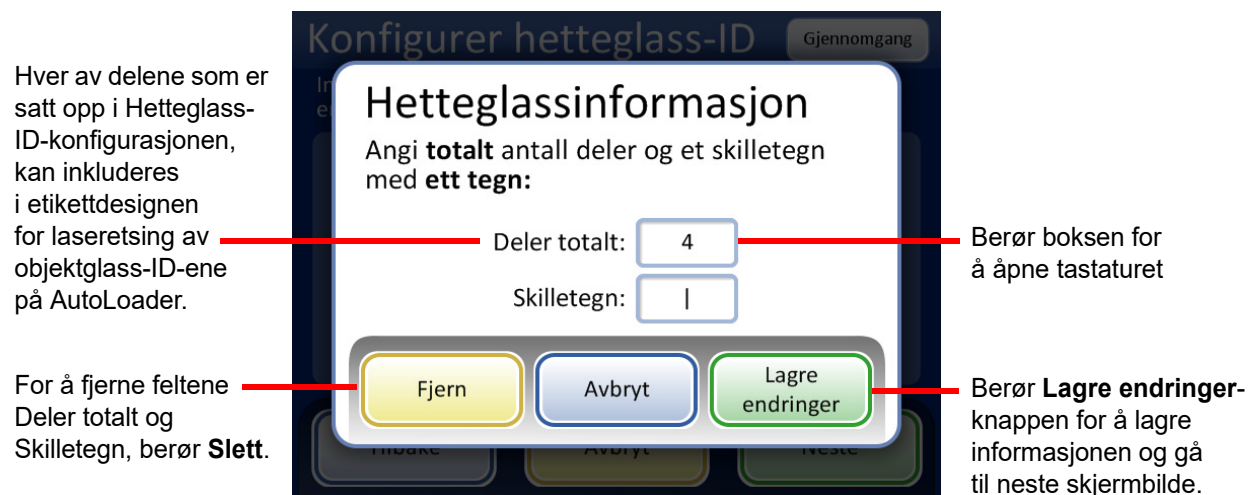 Konfigurer hetteglass-ID
Gjennomgang
Hver av delene som er
satt opp i Hetteglass-
ID-konfigurasjonen,
kan inkluderes
i etikettdesignen
for laseretsing av
objektglass-ID-ene
på AutoLoader.
For å fjerne feltene
Deler totalt og
Skilletegn, berør Slett.
Hetteglassinformasjon
Angi totalt antall deler og et skilletegn
med ett tegn:
Deler totalt: 4
Skilletegn: |
Fjern
Avbryt
Lagre
endringer
Tilbake
Avbryt
Neste
Berør boksen for
å åpne tastaturet
Berør Lagre endringer-
knappen for å lagre
informasjonen og gå
til neste skjermbilde.